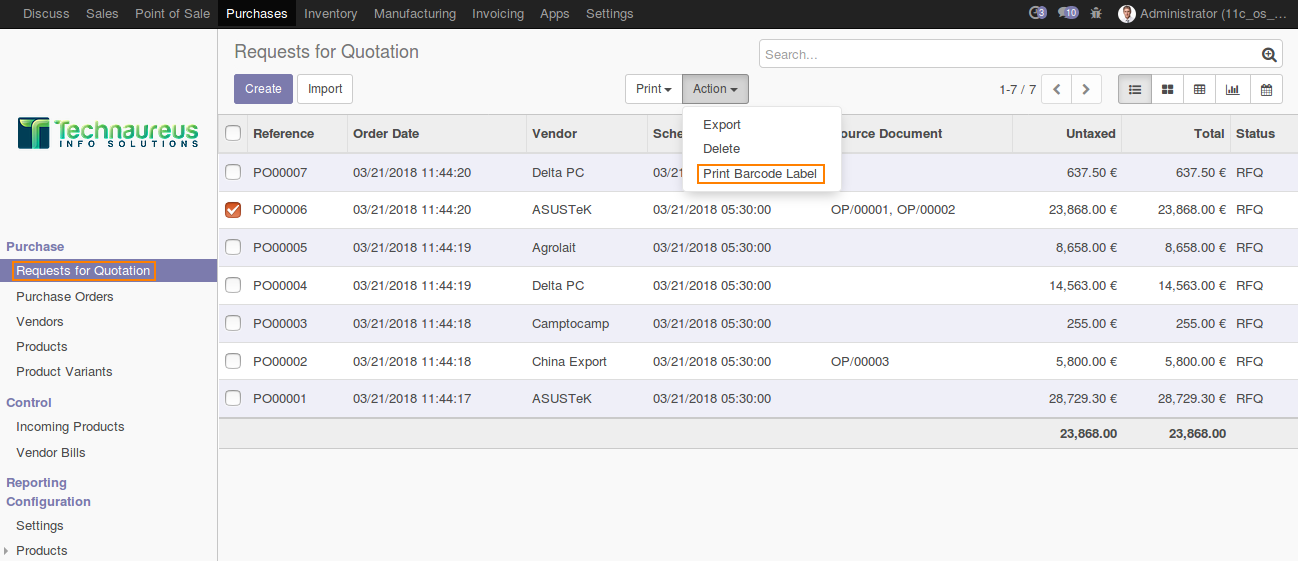 Discuss Sales Point of Sale Purchases Inventory Manufacturing Invoicing Apps Settings 3 10 Administrator (11c_os_...
Requests for Quotation Search...
Create Import Print Action 1-7 / 7
Export
Delete
Print Barcode Label
Technaureus
INFO SOLUTIONS
Purchase
Requests for Quotation
Purchase Orders
Vendors
Products
Product Variants
Control
Incoming Products
Vendor Bills
Reporting
Configuration
Settings
Products
Reference Order Date Vendor Sche ource Document Untaxed Total Status
PO00007 03/21/2018 11:44:20 Delta PC 03/21 637.50 € 637.50 € RFQ
PO00006 03/21/2018 11:44:20 ASUSTeK 03/21/2018 05:30:00 OP/00001, OP/00002 23,868.00 € 23,868.00 € RFQ
PO00005 03/21/2018 11:44:19 Agrolait 03/21/2018 05:30:00 8,658.00 € 8,658.00 € RFQ
PO00004 03/21/2018 11:44:19 Delta PC 03/21/2018 05:30:00 14,563.00 € 14,563.00 € RFQ
PO00003 03/21/2018 11:44:18 Camptocamp 03/21/2018 05:30:00 255.00 € 255.00 € RFQ
PO00002 03/21/2018 11:44:18 China Export 03/21/2018 05:30:00 OP/00003 5,800.00 € 5,800.00 € RFQ
PO00001 03/21/2018 11:44:17 ASUSTeK 03/21/2018 05:30:00 28,729.30 € 28,729.30 € RFQ
23,868.00 23,868.00